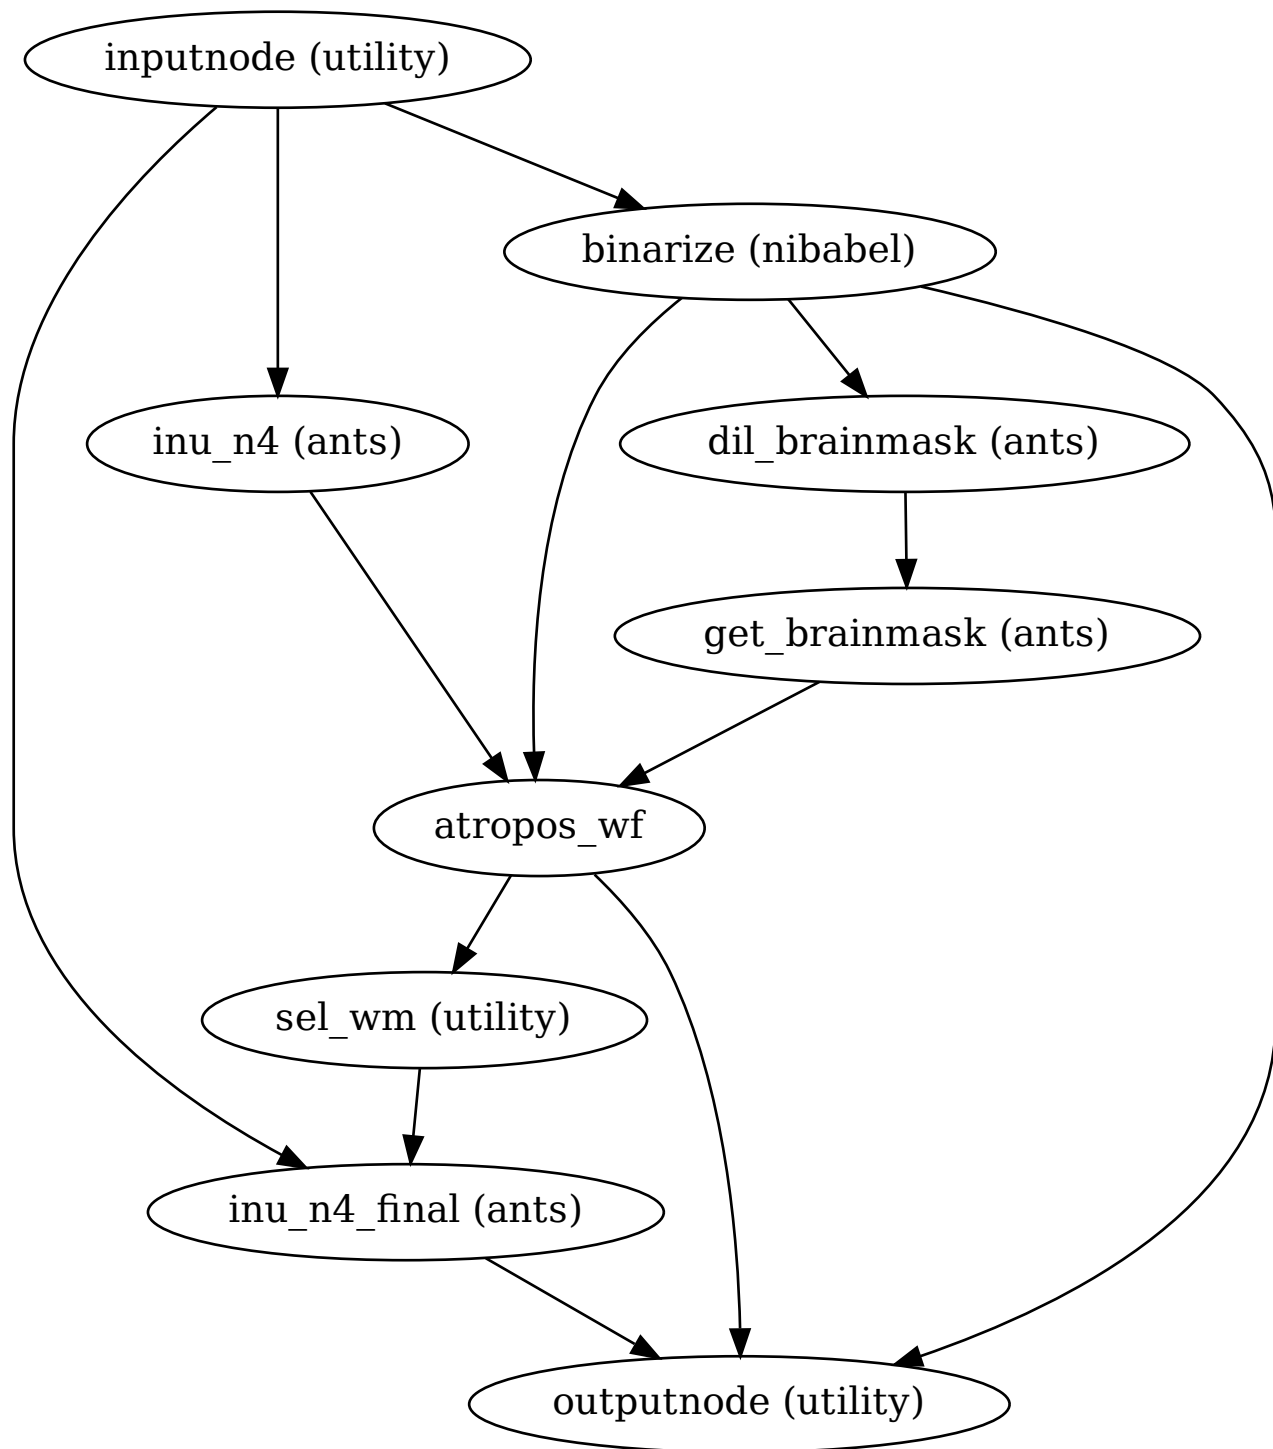 inputnode (utility)
binarize (nibabel)
inu_n4 (ants)
dil_brainmask (ants)
get_brainmask (ants)
atropos_wf
sel_wm (utility)
inu_n4_final (ants)
outputnode (utility)